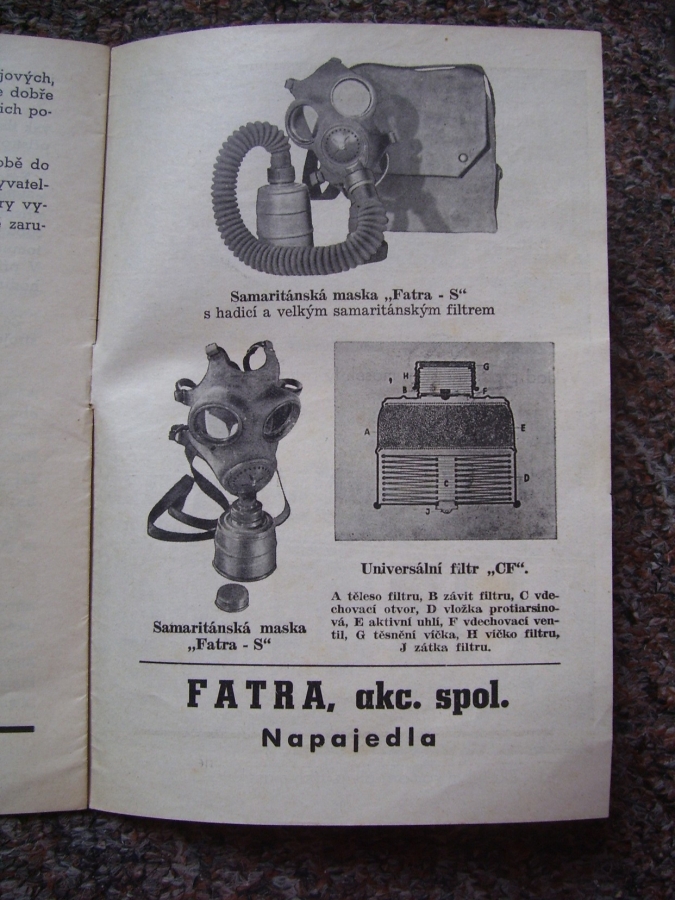 jových,
e dobře
ich po-
obě do
yvatel-
ry vy-
zaru-
Samaritánská maska „Fatra - S“
s hadicí a velkým samaritánským filtrem
G
H
9
B
F
A
E
C
D
J
Universální filtr „CF“.
A těleso filtru, B závit filtru, C vde-
chovací otvor, D vložka protiarsino-
vá, E aktivní uhlí, F vdechovací ven-
til, G těsnění víčka, H víčko filtru,
J zátka filtru.
Samaritánská maska
„Fatra - S“
FATRA, akc. spol.
Napajedla